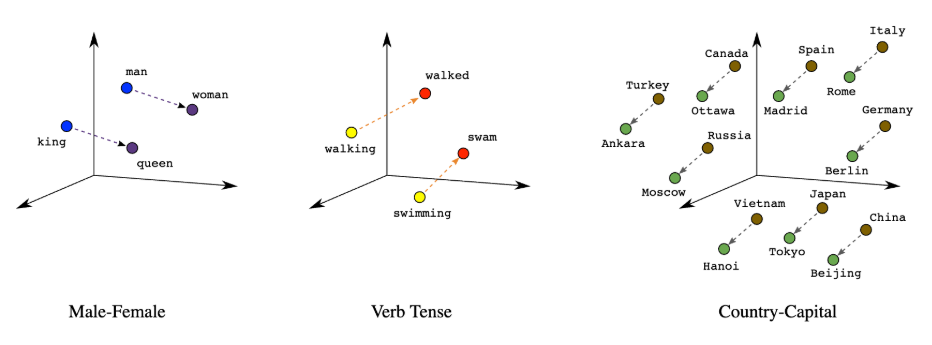 man
woman
king
queen
Male-Female
walked
walking
swam
swimming
Verb Tense
Italy
Canada
Spain
Rome
Turkey
Ottawa
Madrid
Germany
Ankara
Russia
Berlin
Moscow
Japan
Vietnam
China
Tokyo
Hanoi
Beijing
Country-Capital